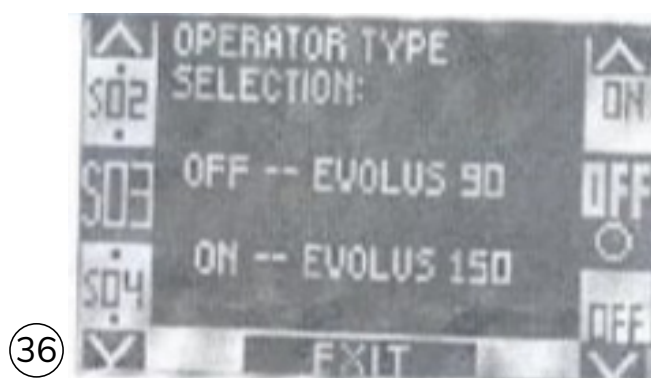 OPERATOR TYPE
SELECTION:
OFF -- EVOLUS 90
ON -- EVOLUS 150
S02
S03
S04
ON
OFF
OFF
EXIT
36